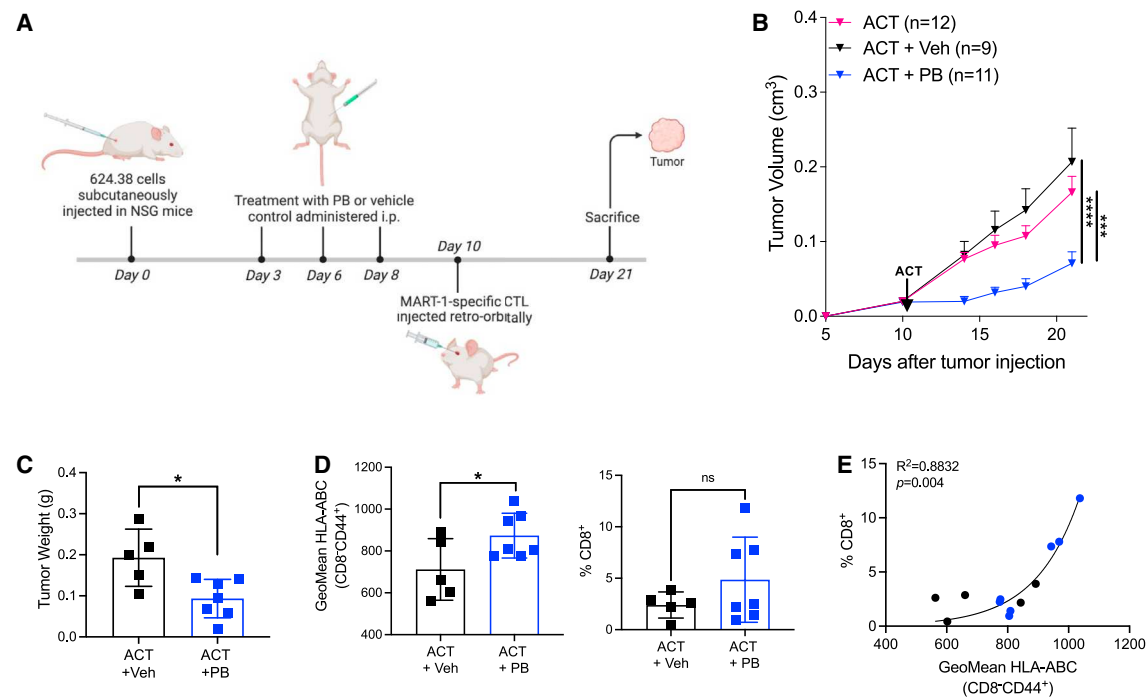 A
624.38 cells
subcutaneously
injected in NSG mice
Treatment with PB or vehicle
control administered i.p.
Day 10
Sacrifice
Tumor
Day 0
Day 3
Day 6
Day 8
Day 21
MART-1-specific CTL
injected retro-orbitally
B
ACT (n=12)
ACT + Veh (n=9)
ACT + PB (n=11)
Tumor Volume (cm³)
0.4
0.3
0.2
0.1
0.0
ACT
****
***
5
10
15
20
Days after tumor injection
C
Tumor Weight (g)
0.4
0.3
0.2
0.1
0.0
*
ACT
+Veh
ACT
+PB
D
GeoMean HLA-ABC
(CD8⁻CD44⁺)
1200
1000
800
600
400
*
ACT
+ Veh
ACT
+ PB
% CD8⁺
15
10
5
0
ns
ACT
+ Veh
ACT
+ PB
E
R²=0.8832
p=0.004
% CD8⁺
15
10
5
0
400
600
800
1000
1200
GeoMean HLA-ABC
(CD8⁻CD44⁺)